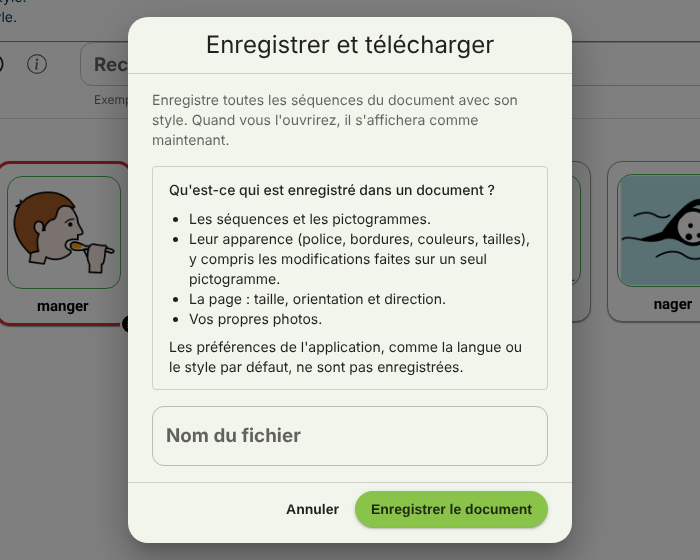 le.
Enregistrer et télécharger
Rec
Exemp
Enregistre toutes les séquences du document avec son
style. Quand vous l'ouvrirez, il s'affichera comme
maintenant.
Qu'est-ce qui est enregistré dans un document ?
• Les séquences et les pictogrammes.
• Leur apparence (police, bordures, couleurs, tailles),
y compris les modifications faites sur un seul
pictogramme.
• La page : taille, orientation et direction.
• Vos propres photos.
Les préférences de l'application, comme la langue ou
le style par défaut, ne sont pas enregistrées.
manger
nager
Nom du fichier
Annuler
Enregistrer le document